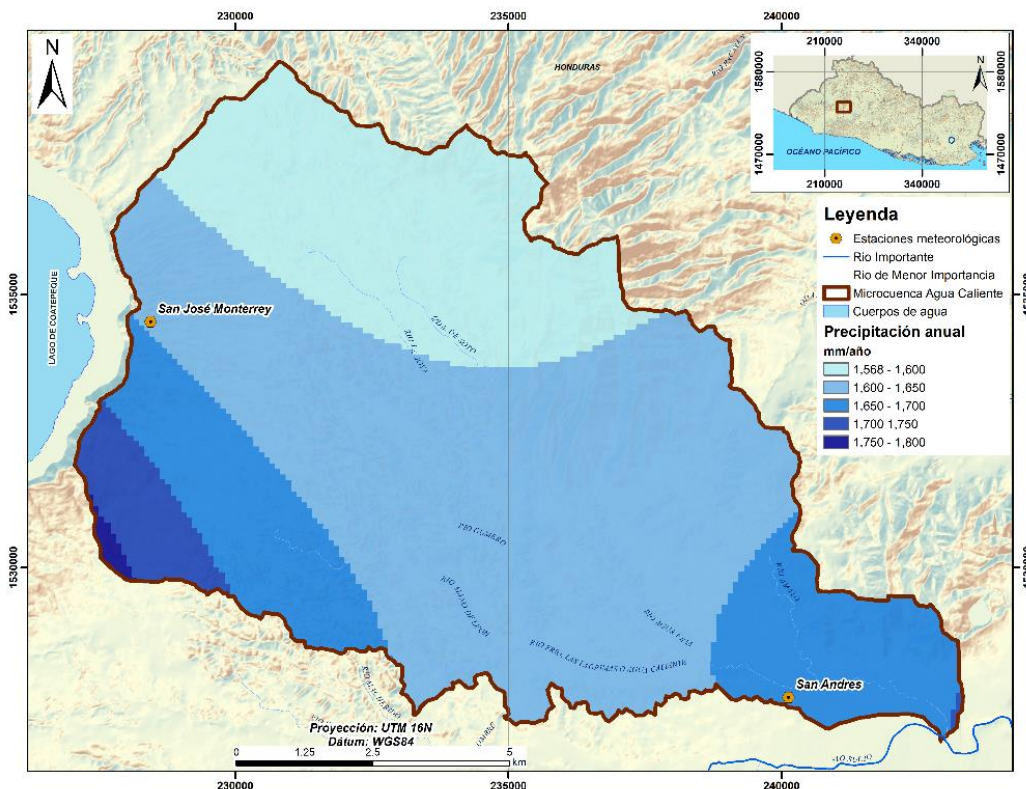 230000
235000
240000
N
HONDURAS
210000
340000
N
1580000
1470000
OCÉANO PACÍFICO
1580000
1470000
210000
340000
Leyenda
Estaciones meteorológicas
Rio Importante
Rio de Menor Importancia
Microcuenca Agua Caliente
Cuerpos de agua
Precipitación anual
mm/año
1,568 - 1,600
1.600 - 1,650
1.650 - 1,700
1,700 1,750
1.750 - 1,800
1535000
LAGO DE COATEPEQUE
San José Monterrey
1530000
1530000
San Andres
Proyección: UTM 16N
Dátum: WGS84
0
1.25
2.5
5
km
230000
235000
240000